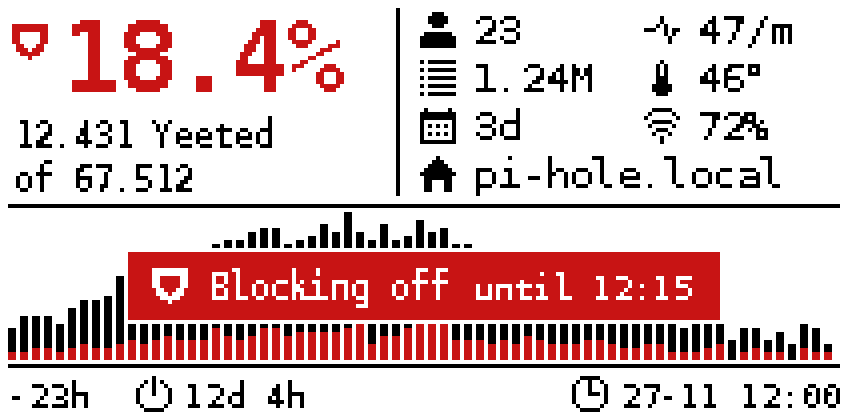 18.4%
12.431 Yeeted
of 67.512
23
47/m
1.24M
46°
3d
72%
pi-hole.local
Blocking off until 12:15
-23h
12d 4h
27-11 12:00